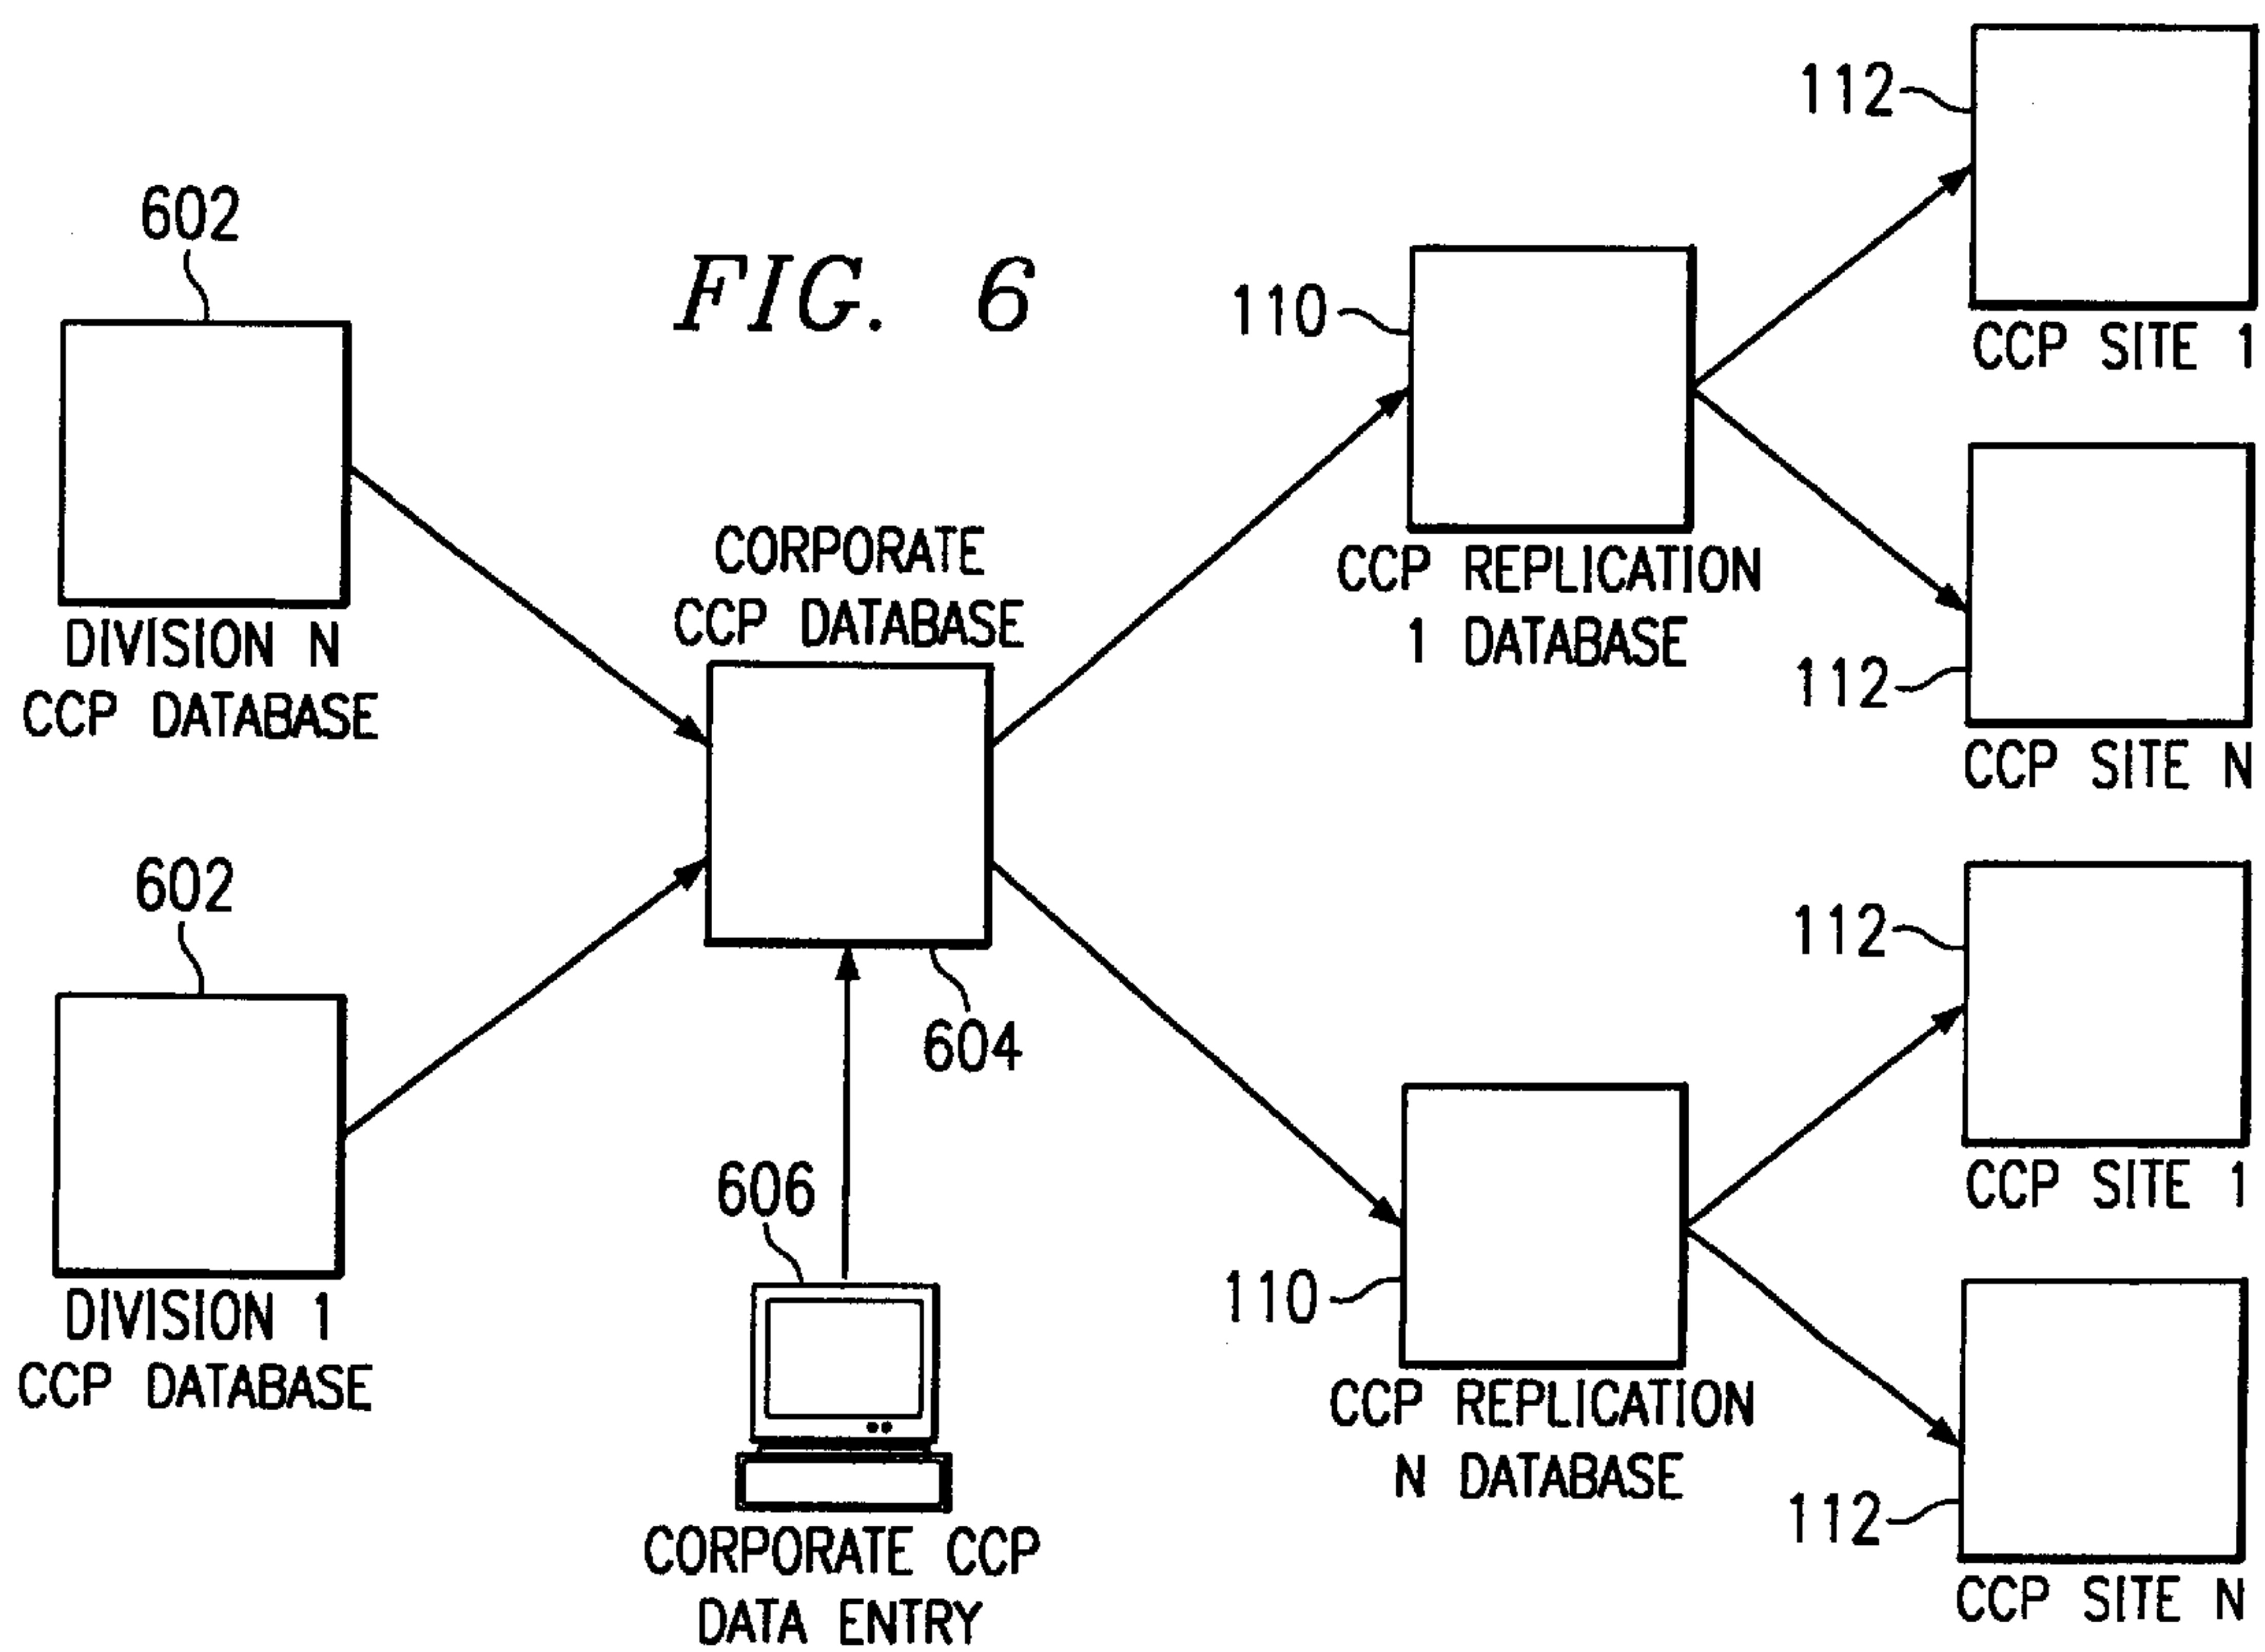 112
CCP SITE 1
602
FIG. 6
110
CCP REPLICATION
1 DATABASE
DIVISION N
CCP DATABASE
CORPORATE
CCP DATABASE
112
CCP SITE N
602
604
112
CCP SITE 1
DIVISION 1
CCP DATABASE
606
CORPORATE CCP
DATA ENTRY
110
CCP REPLICATION
N DATABASE
112
CCP SITE N